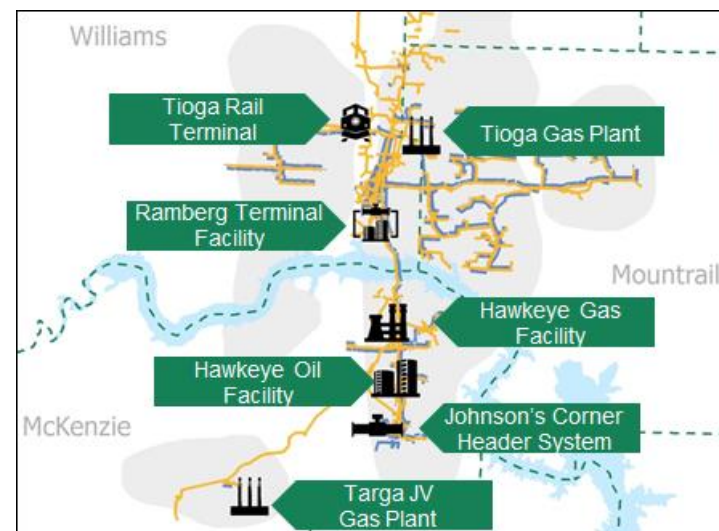 Williams
Tioga Rail
Terminal
Tioga Gas Plant
Ramberg Terminal
Facility
Mountrail
Hawkeye Gas
Facility
Hawkeye Oil
Facility
McKenzie
Johnson's Corner
Header System
Targa JV
Gas Plant